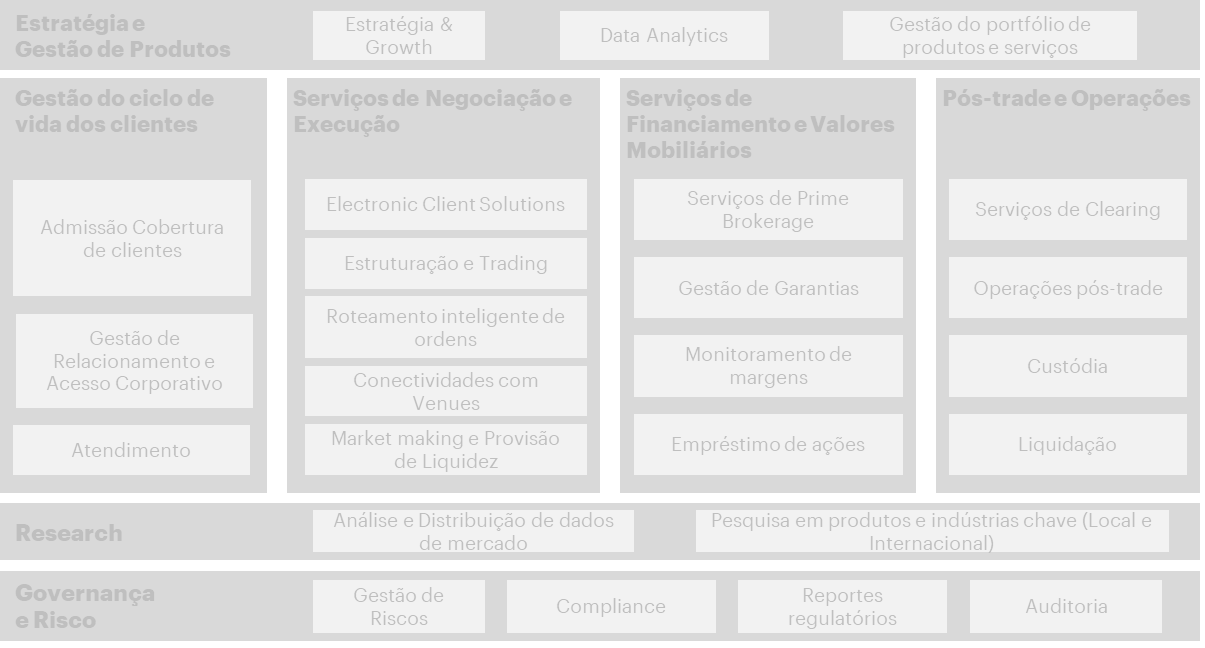 Estratégia e
Gestão de Produtos
Estratégia &
Growth
Data Analytics
Gestão do portfólio de
produtos e serviços
Gestão do ciclo de
vida dos clientes
Admissão Cobertura
de clientes
Gestão de
Relacionamento e
Acesso Corporativo
Atendimento
Serviços de Negociação e
Execução
Electronic Client Solutions
Estruturação e Trading
Roteamento inteligente de
ordens
Conectividades com
Venues
Market making e Provisão
de Liquidez
Serviços de
Financiamento e Valores
Mobiliários
Serviços de Prime
Brokerage
Gestão de Garantias
Monitoramento de
margens
Empréstimo de ações
Pós-trade e Operações
Serviços de Clearing
Operações pós-trade
Custódia
Liquidação
Research
Análise e Distribuição de dados
de mercado
Pesquisa em produtos e indústrias chave (Local e
Internacional)
Governança
e Risco
Gestão de
Riscos
Compliance
Reportes
regulatórios
Auditoria